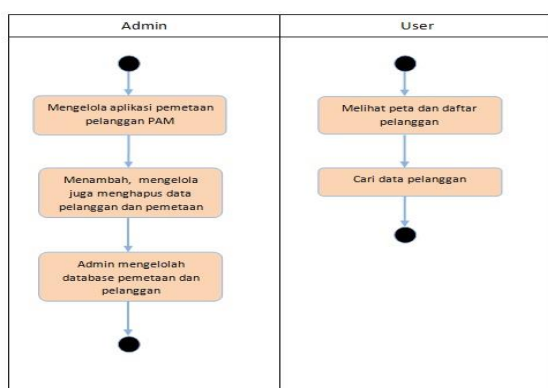 Admin
User
Mengelola aplikasi pemetaan
pelanggan PAM
Menambah, mengelola
juga menghapus data
pelanggan dan pemetaan
Admin mengelolah
database pemetaan dan
pelanggan
Melihat peta dan daftar
pelanggan
Cari data pelanggan